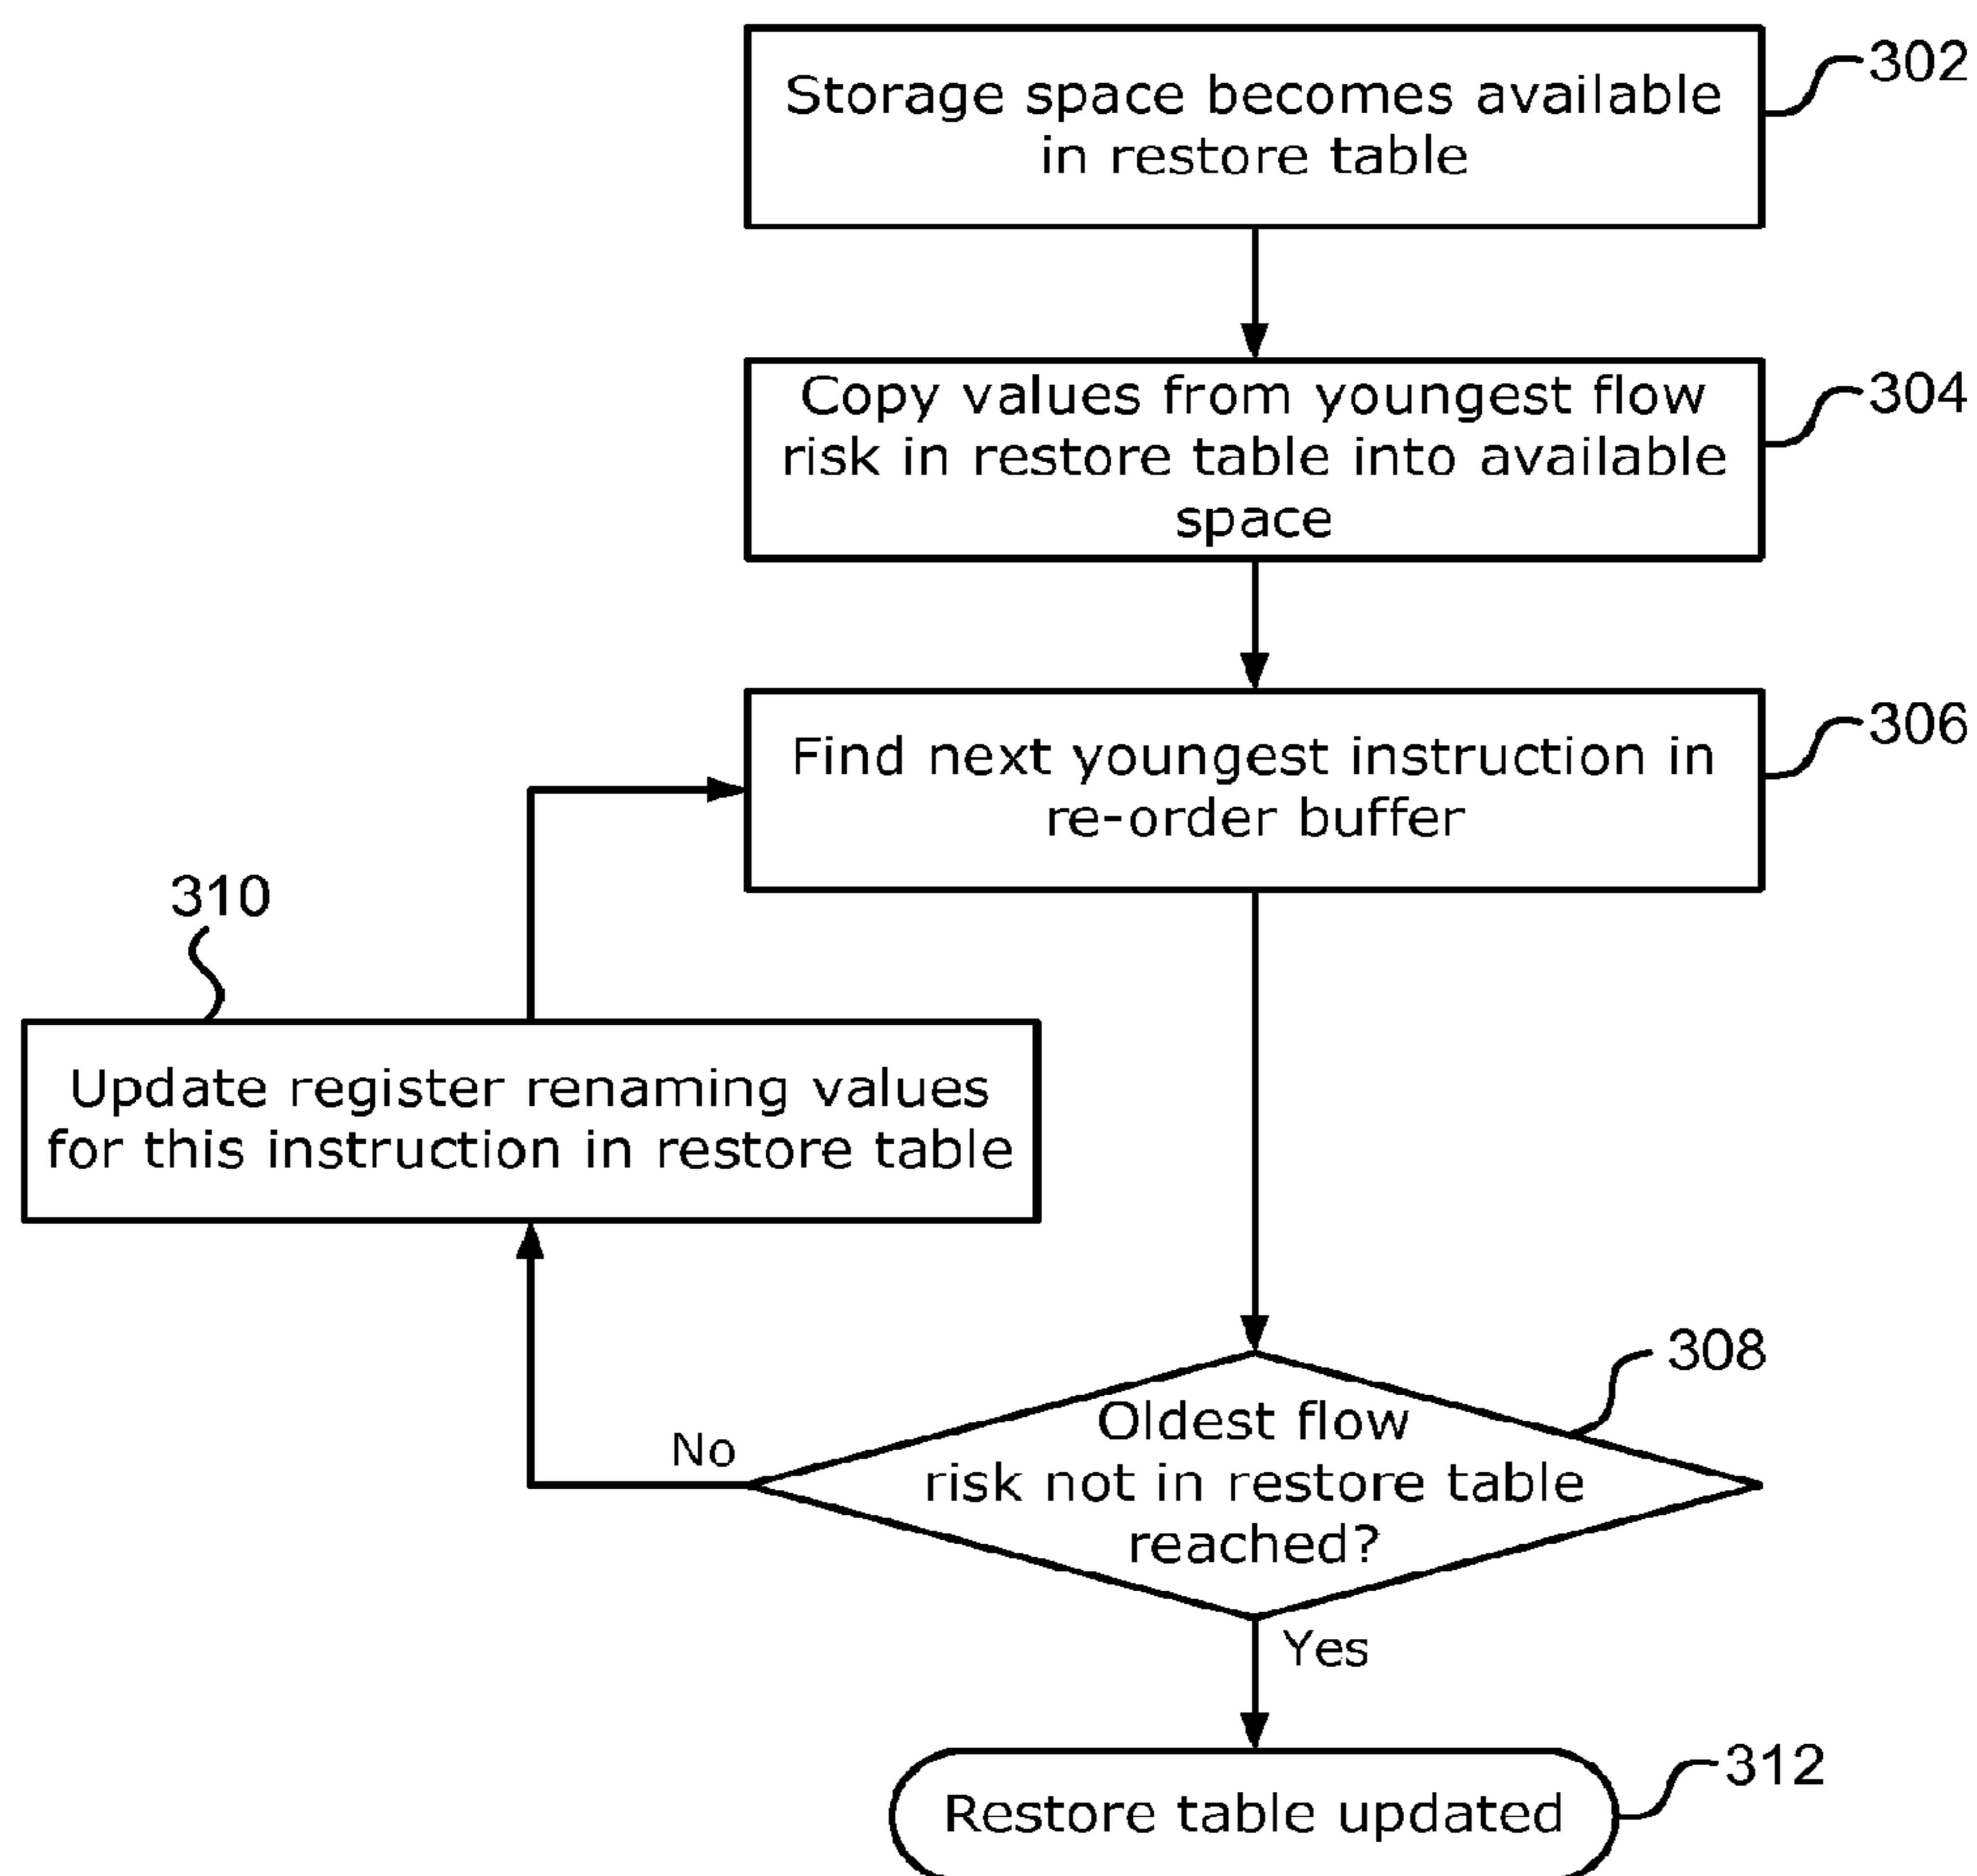 Storage space becomes available
in restore table
302
Copy values from youngest flow
risk in restore table into available
space
304
Find next youngest instruction in
re-order buffer
306
310
Update register renaming values
for this instruction in restore table
308
Oldest flow
risk not in restore table
reached?
No
Yes
Restore table updated
312